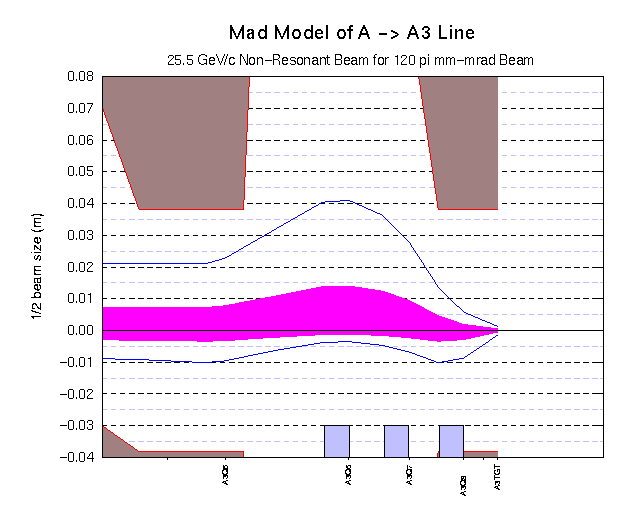 Mad Model of A -> A3 Line
25.5 GeV/c Non-Resonant Beam for 120 pi mm-mrad Beam
1/2 beam size (m)
0.08
0.07
0.06
0.05
0.04
0.03
0.02
0.01
0.00
-0.01
-0.02
-0.03
-0.04
A3Q5
A3Q6
A3Q7
A3Q8
A3TGT